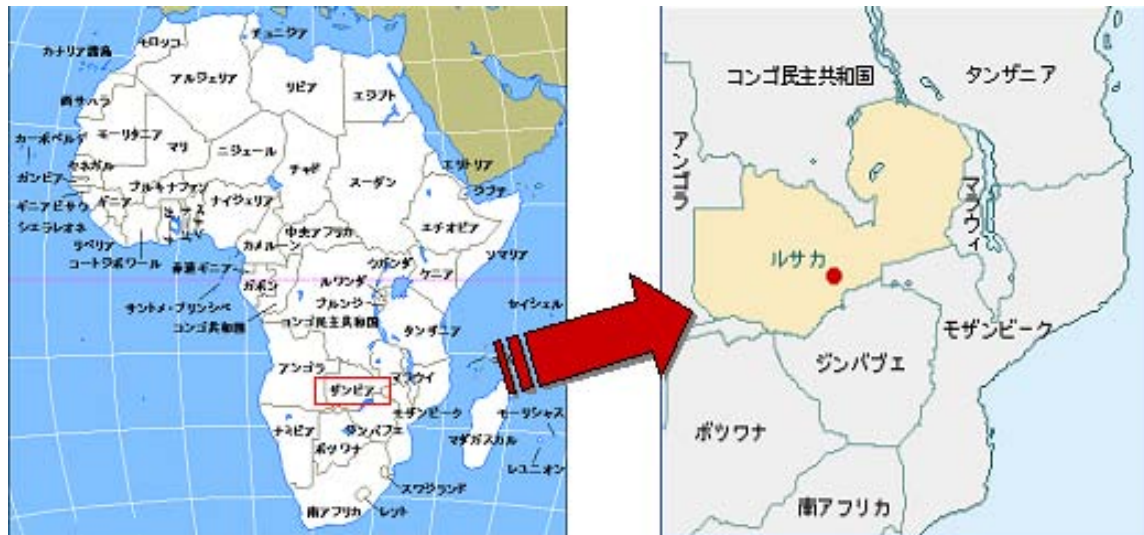 チュニジア
モロッコ
カナリア諸島
アルジェリア
リビア
エジプト
西サハラ
カーボベルデ
モーリタニア
マリ
ニジェール
チャド
スーダン
エリトリア
セネガル
ガンビア
ブルキナファソ
ジブチ
ギニアビサウ
ギニア
ナイジェリア
エチオピア
シエラレオネ
中央アフリカ
リベリア
カメルーン
ソマリア
コートジボワール
赤道ギニア
ウガンダ
ケニア
ガボン
ルワンダ
サントメ・プリンシペ
ブルンジ
セイシェル
コンゴ共和国
コンゴ民主共和国
タンザニア
アンゴラ
マラウイ
ザンビア
モザンビーク
モーリシャス
ナミビア
ジンバブエ
マダガスカル
ボツワナ
レユニオン
スワジランド
南アフリカ
レソト
コンゴ民主共和国
タンザニア
アンゴラ
マラウィ
ルサカ
モザンビーク
ジンバブエ
ボツワナ
南アフリカ